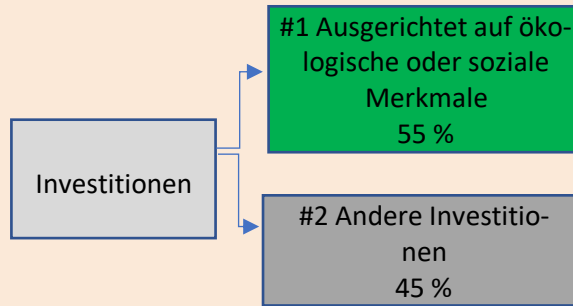 #1 Ausgerichtet auf öko-
logische oder soziale
Merkmale
55 %
Investitionen
#2 Andere Investitio-
nen
45 %